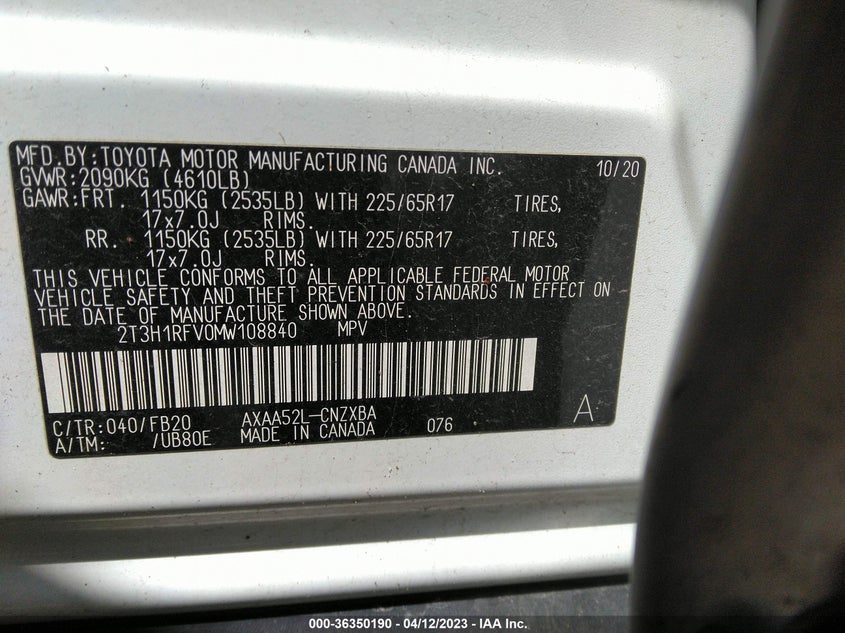 MFD.BY:TOYOTA MOTOR MANUFACTURING CANADA INC. 10/20
GVWR:2090KG (4610LB)
GAWR:FRT. 1150KG (2535LB) WITH 225/65R17 TIRES,
17x7.0J RIMS.
RR. 1150KG (2535LB) WITH 225/65R17 TIRES,
17x7.0J RIMS.
THIS VEHICLE CONFORMS TO ALL APPLICABLE FEDERAL MOTOR
VEHICLE SAFETY AND THEFT PREVENTION STANDARDS IN EFFECT ON
THE DATE OF MANUFACTURE SHOWN ABOVE.
2T3H1RFV0MW108840 MPV
C/TR:040/FB20 AXAA52L-CNZXBA
A/TM: /UB80E MADE IN CANADA 076 A
000-36350190 - 04/12/2023 - IAA Inc.